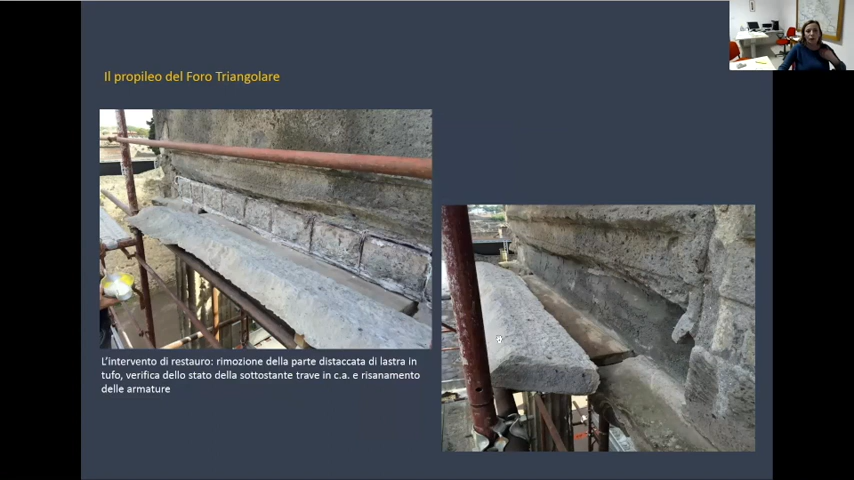 Il propileo del Foro Triangolare
L'intervento di restauro: rimozione della parte distaccata di lastra in
tufo, verifica dello stato della sottostante trave in c.a. e risanamento
delle armature